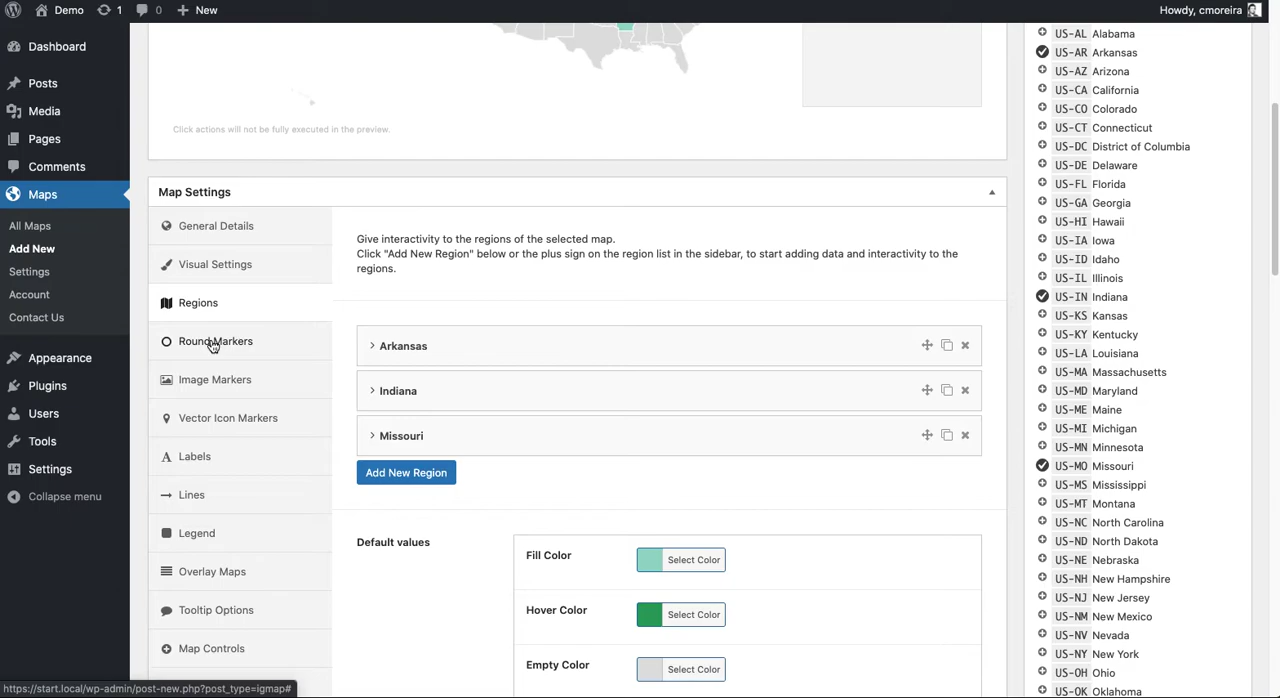 Demo 1 0 New Howdy, cmoreira
Dashboard
Posts
Media
Pages
Comments
Maps
All Maps
Add New
Settings
Account
Contact Us
Appearance
Plugins
Users
Tools
Settings
Collapse menu
https://start.local/wp-admin/post-new.php?post_type=igmap#
Click actions will not be fully executed in the preview.
Map Settings
General Details
Visual Settings
Regions
Round Markers
Image Markers
Vector Icon Markers
Labels
Lines
Legend
Overlay Maps
Tooltip Options
Map Controls
Give interactivity to the regions of the selected map.
Click "Add New Region" below or the plus sign on the region list in the sidebar, to start adding data and interactivity to the
regions.
Arkansas
Indiana
Missouri
Add New Region
Default values
Fill Color Select Color
Hover Color Select Color
Empty Color Select Color
US-AL Alabama
US-AR Arkansas
US-AZ Arizona
US-CA California
US-CO Colorado
US-CT Connecticut
US-DC District of Columbia
US-DE Delaware
US-FL Florida
US-GA Georgia
US-HI Hawaii
US-IA Iowa
US-ID Idaho
US-IL Illinois
US-IN Indiana
US-KS Kansas
US-KY Kentucky
US-LA Louisiana
US-MA Massachusetts
US-MD Maryland
US-ME Maine
US-MI Michigan
US-MN Minnesota
US-MO Missouri
US-MS Mississippi
US-MT Montana
US-NC North Carolina
US-ND North Dakota
US-NE Nebraska
US-NH New Hampshire
US-NJ New Jersey
US-NM New Mexico
US-NV Nevada
US-NY New York
US-OH Ohio
US-OK Oklahoma